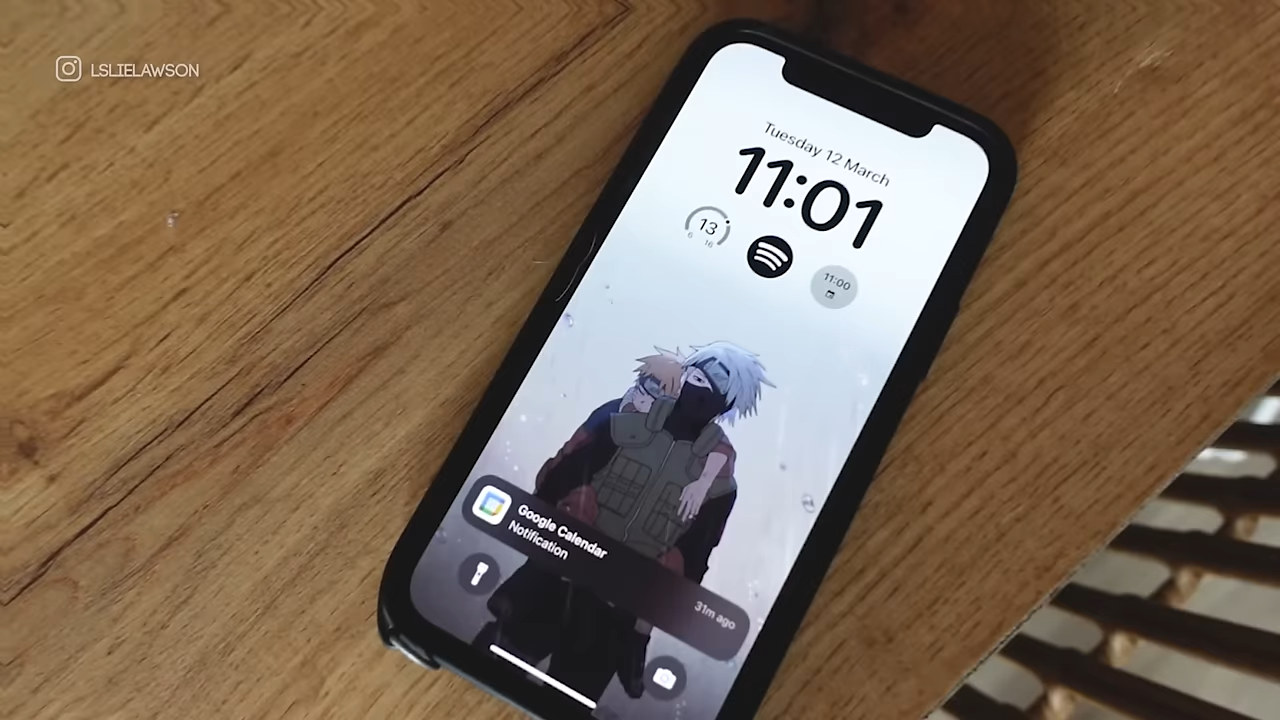 LSLIELAWSON
Tuesday 12 March
11:01
13
6 16
11:00
Google Calendar
Notification
31m ago